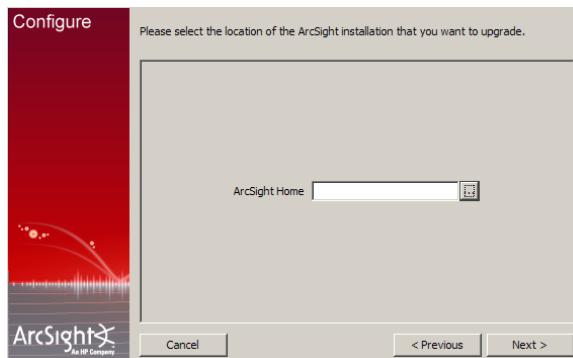 Configure
Please select the location of the ArcSight installation that you want to upgrade.
ArcSight Home
...
ArcSight
An HP Company
Cancel
< Previous
Next >